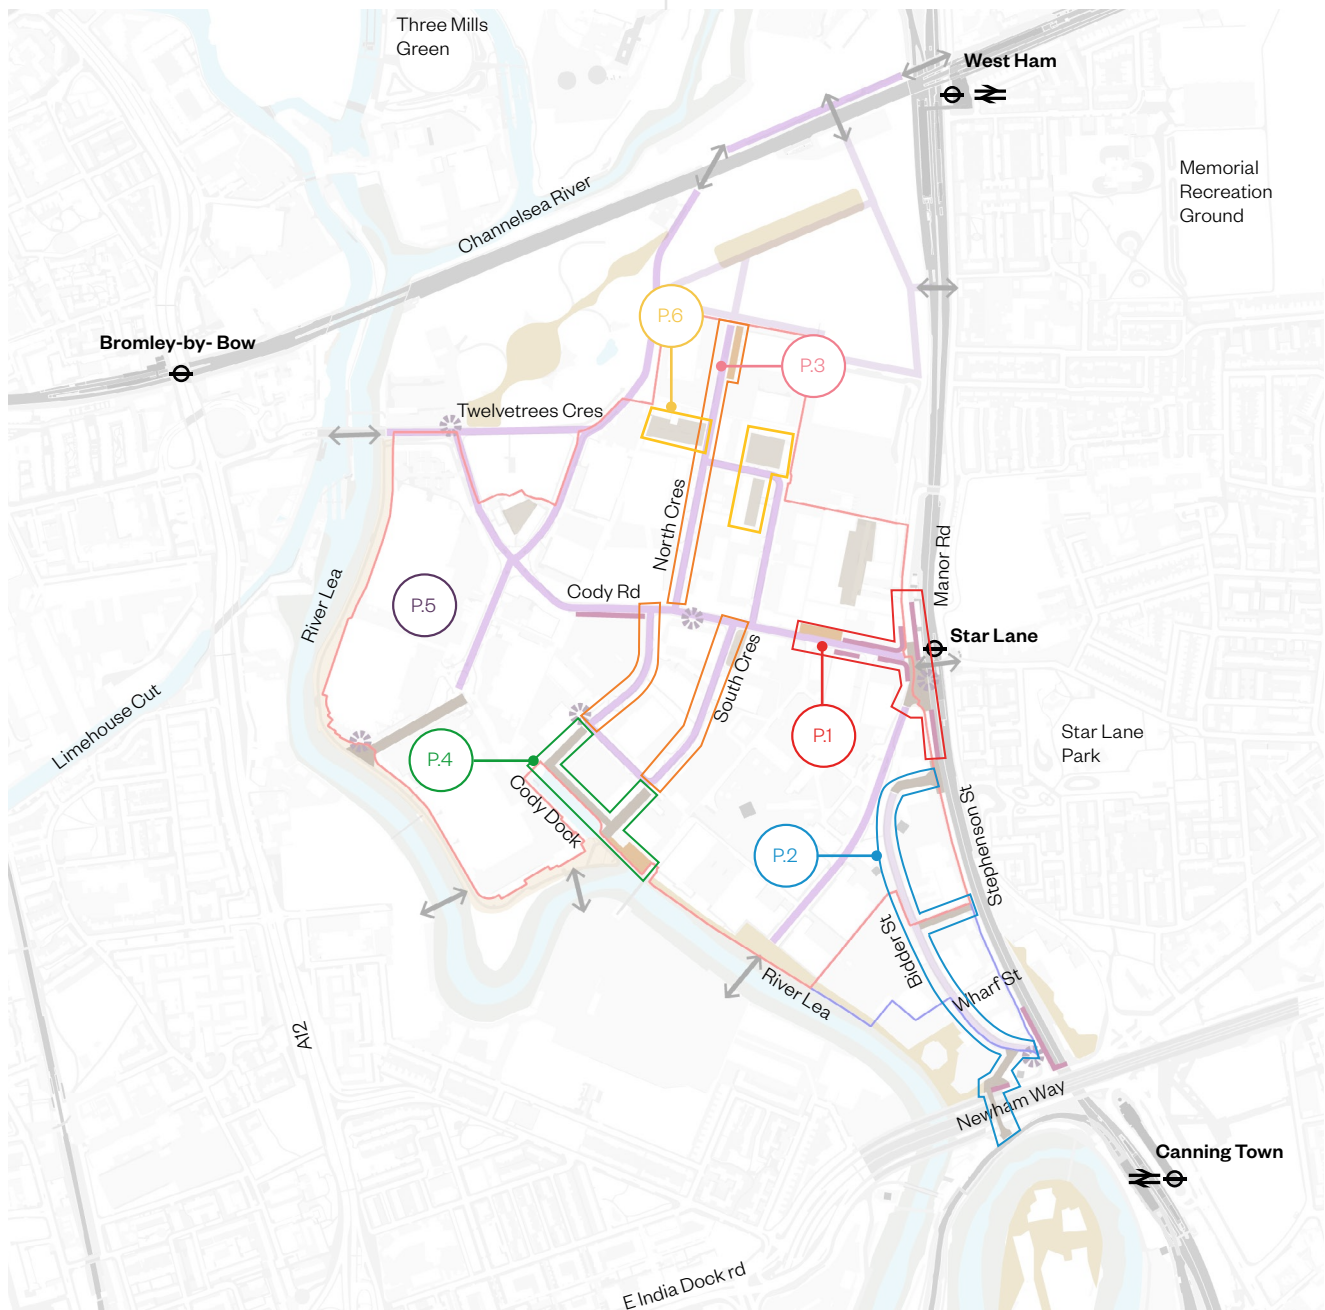 Three Mills
Green
West Ham
Memorial
Recreation
Ground
Channelsea River
P.6
Bromley-by- Bow
P.3
Twelvetrees Cres
North Cres
Manor Rd
River Lea
P.5
Cody Rd
Star Lane
South Cres
Limehouse Cut
P.1
Star Lane
Park
P.4
Cody Dock
Stephenson St
P.2
Bidder St
River Lea
Wharf St
A12
Newham Way
Canning Town
E India Dock rd